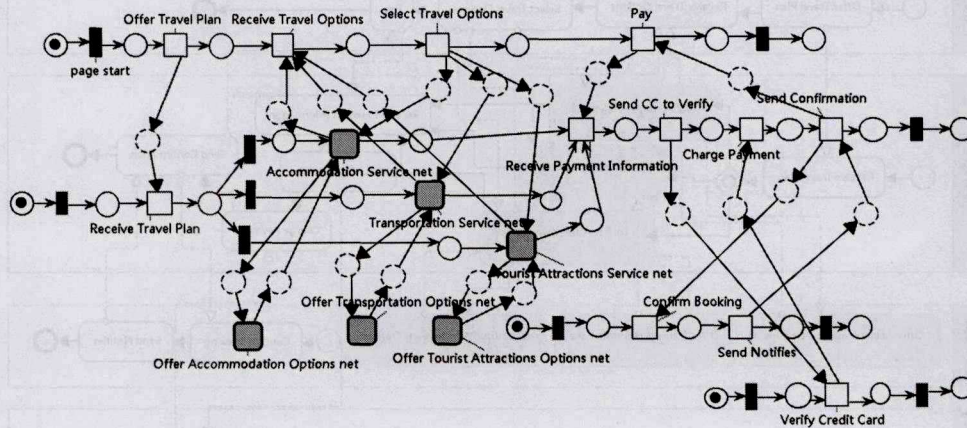 Offer Travel Plan
Receive Travel Options
Select Travel Options
Pay
page start
Send CC to Verify
Send Confirmation
Charge Payment
Receive Payment Information
Accommodation Service net
Transportation Service net
Receive Travel Plan
Tourist Attractions Service net
Offer Transportation Options net
Confirm Booking
Send Notifies
Offer Accommodation Options net
Offer Tourist Attractions Options net
Verify Credit Card